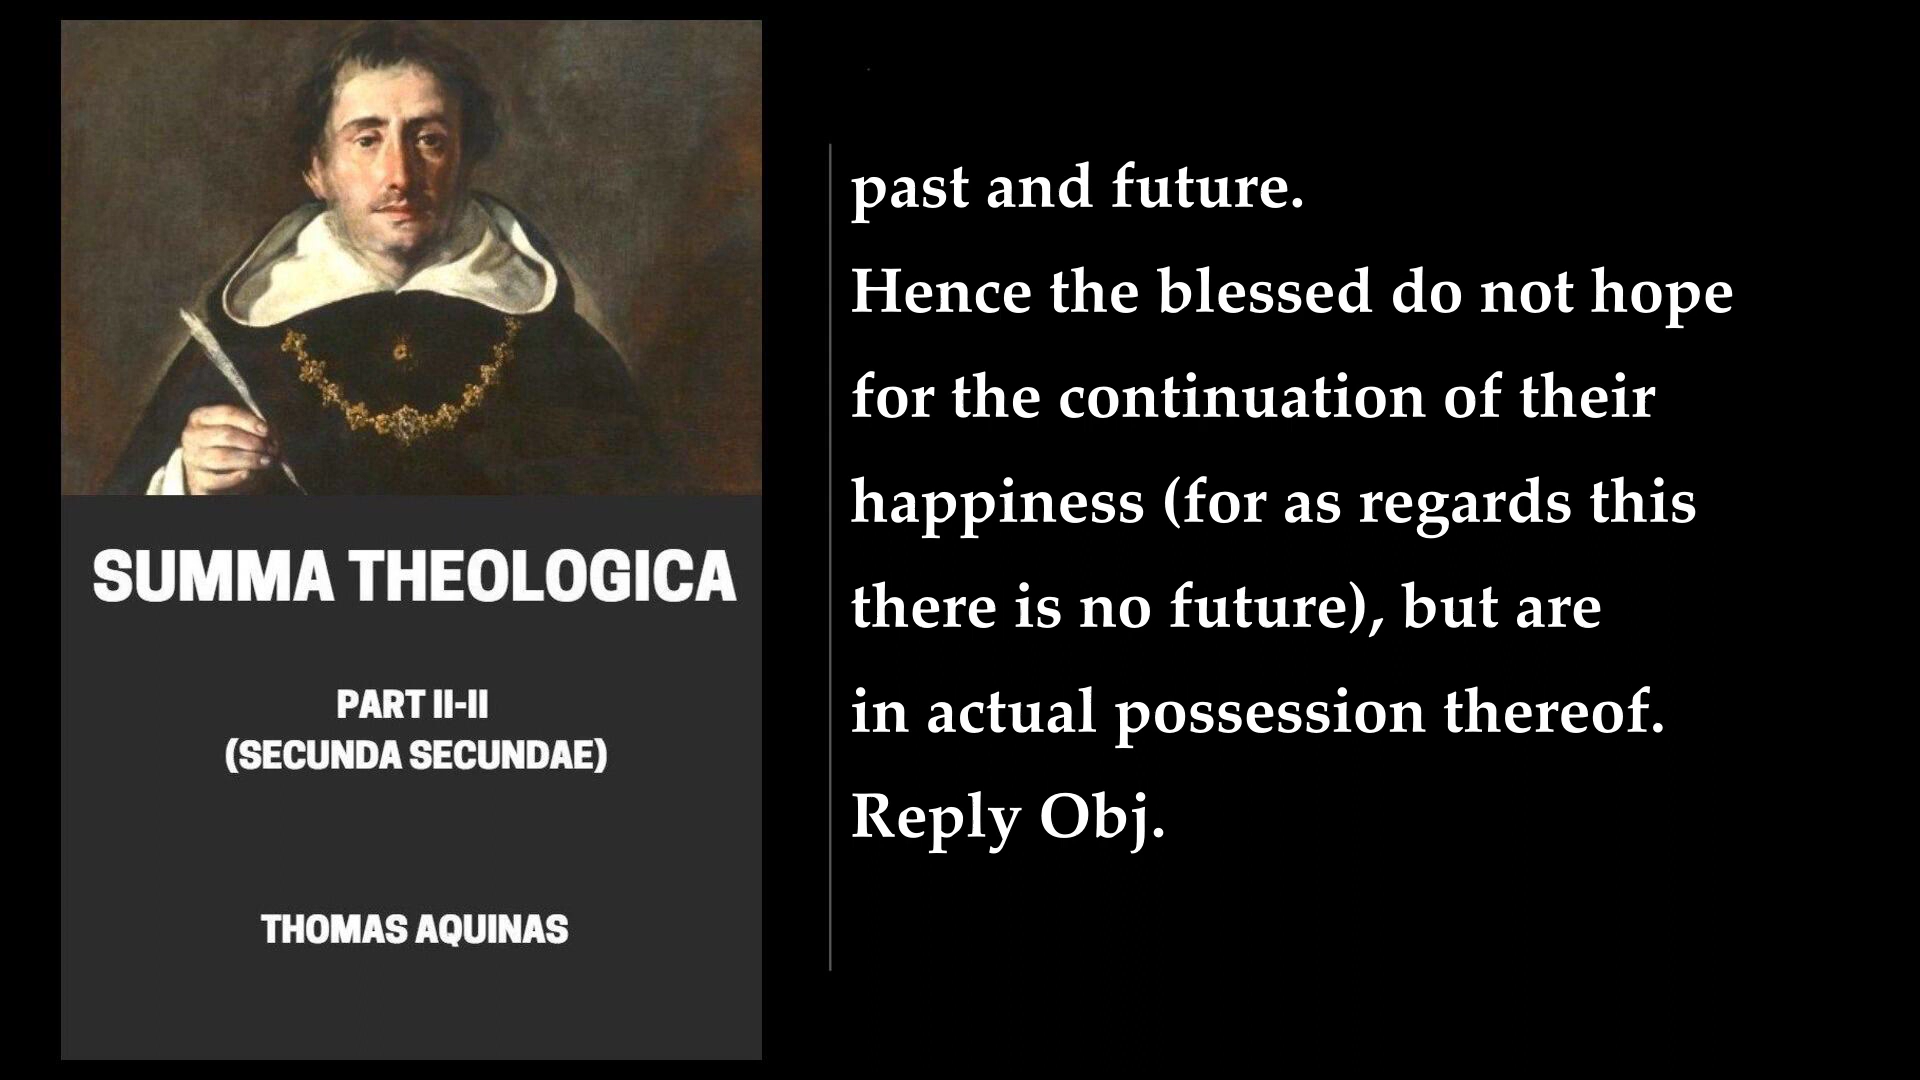 SUMMA THEOLOGICA
PART II-II
(SECUNDA SECUNDAE)
THOMAS AQUINAS
past and future.
Hence the blessed do not hope
for the continuation of their
happiness (for as regards this
there is no future), but are
in actual possession thereof.
Reply Obj.